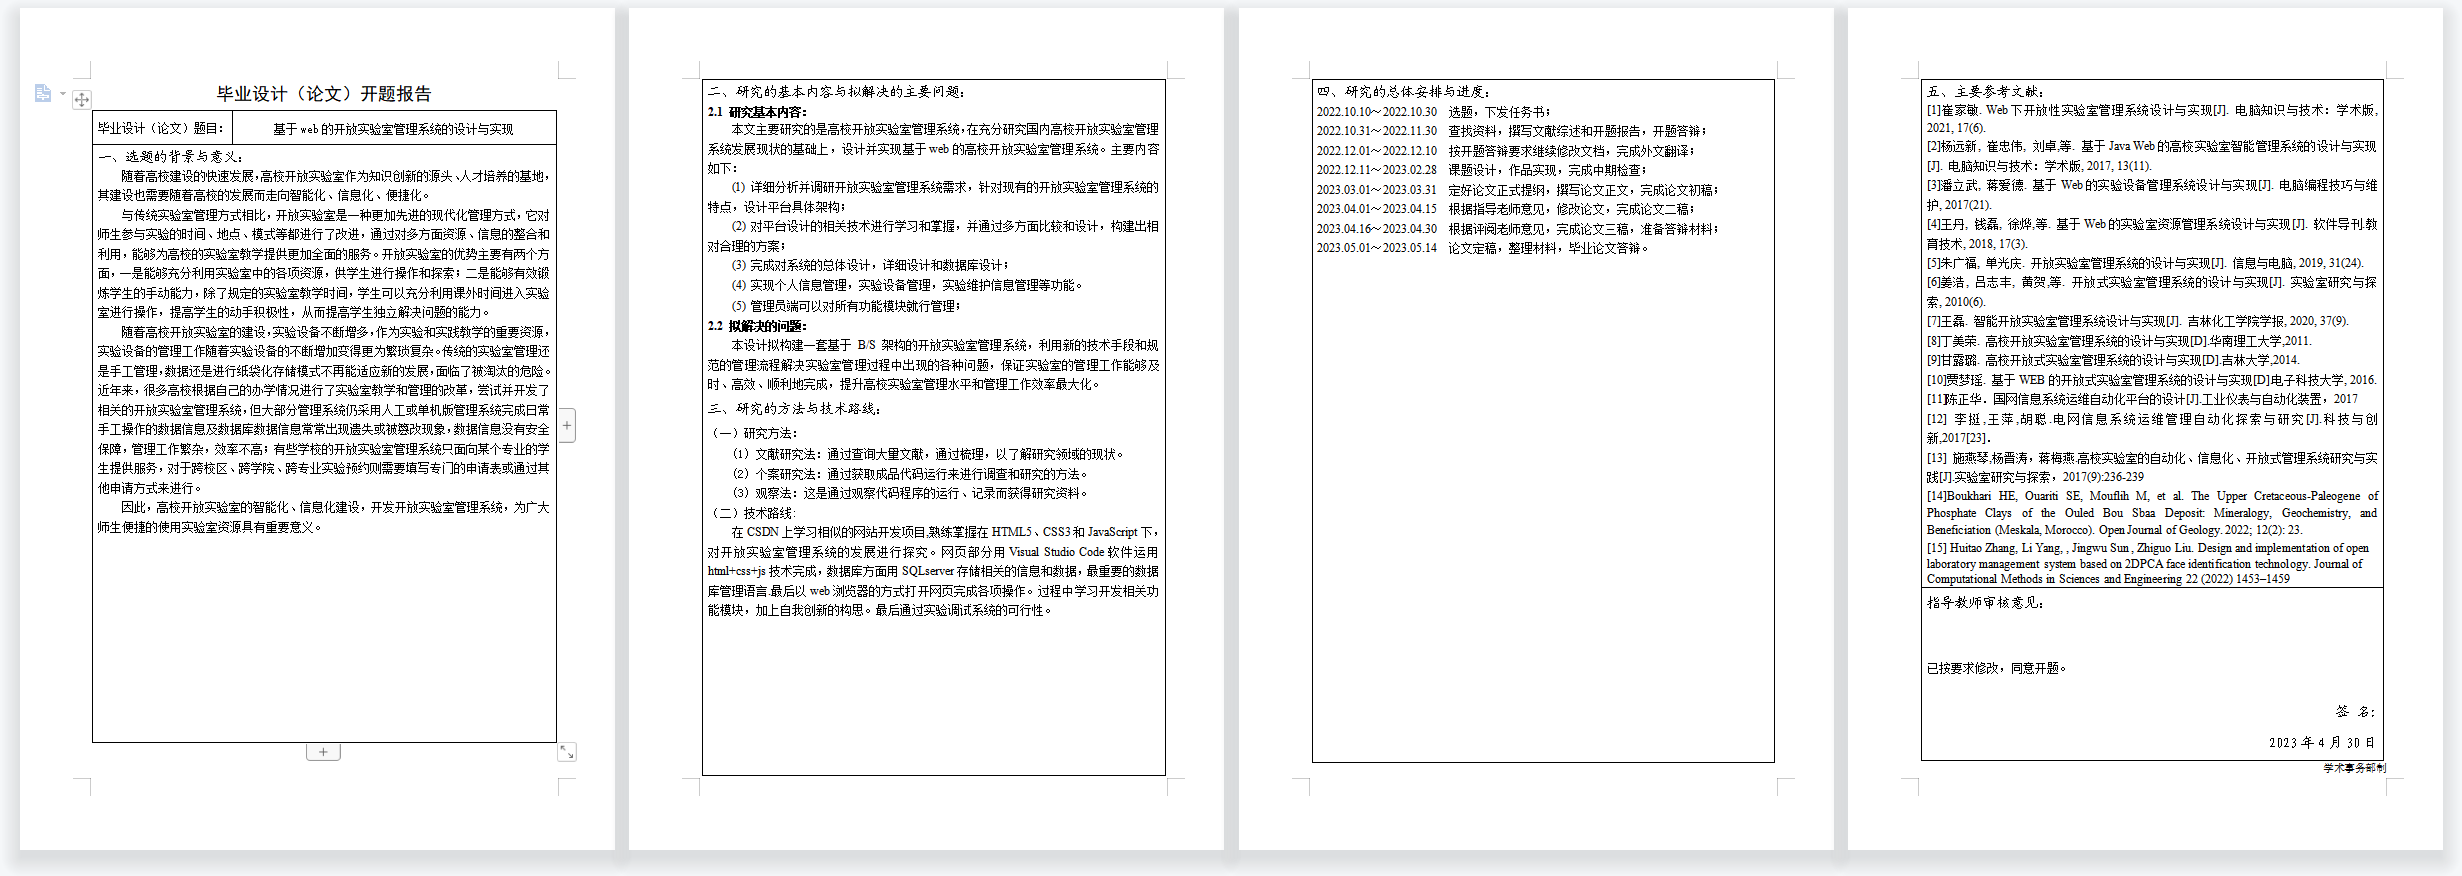 毕业设计（论文）开题报告
毕业设计（论文）题目：
基于 web 的开放实验室管理系统的设计与实现
一、选题的背景与意义：
随着高校建设的快速发展,高校开放实验室作为知识创新的源头、人才培养的基地，
其建设也需要随着高校的发展而走向智能化、信息化、便捷化。
与传统实验室管理方式相比，开放实验室是一种更加先进的现代化管理方式，它对
师生参与实验的时间、地点、模式等都进行了改进，通过对多方面资源、信息的整合和
利用，能够为高校的实验室教学提供更加全面的服务。开放实验室的优势主要有两个方
面，一是能够充分利用实验室中的各项资源，供学生进行操作和探索；二是能够有效锻
炼学生的手动能力，除了规定的实验室教学时间，学生可以充分利用课外时间进入实验
室进行操作，提高学生的动手积极性，从而提高学生独立解决问题的能力。
随着高校开放实验室的建设,实验设备不断增多，作为实验和实践教学的重要资源，
实验设备的管理工作随着实验设备的不断增加变得更为繁琐复杂。传统的实验室管理还
是手工管理,数据还是进行纸袋化存储模式不再能适应新的发展,面临了被淘汰的危险。
近年来，很多高校根据自己的办学情况进行了实验室教学和管理的改革，尝试并开发了
相关的开放实验室管理系统，但大部分管理系统仍采用人工或单机版管理系统完成日常
手工操作的数据信息及数据库数据信息常常出现遗失或被篡改现象，数据信息没有安全
保障，管理工作繁杂，效率不高；有些学校的开放实验室管理系统只面向某个专业的学
生提供服务，对于跨校区、跨学院、跨专业实验预约则需要填写专门的申请表或通过其
他申请方式来进行。
因此，高校开放实验室的智能化、信息化建设，开发开放实验室管理系统，为广大
师生便捷的使用实验室资源具有重要意义。
二、研究的基本内容与拟解决的主要问题：
2.1 研究基本内容：
本文主要研究的是高校开放实验室管理系统,在充分研究国内高校开放实验室管理
系统发展现状的基础上，设计并实现基于 web 的高校开放实验室管理系统。主要内容
如下：
(1) 详细分析并调研开放实验室管理系统需求，针对现有的开放实验室管理系统的
特点，设计平台具体架构；
(2) 对平台设计的相关技术进行学习和掌握，并通过多方面比较和设计，构建出相
对合理的方案；
(3) 完成对系统的总体设计，详细设计和数据库设计；
(4) 实现个人信息管理，实验设备管理，实验维护信息管理等功能。
(5) 管理员端可以对所有功能模块就行管理；
2.2 拟解决的问题：
本设计拟构建一套基于 B/S 架构的开放实验室管理系统，利用新的技术手段和规
范的管理流程解决实验室管理过程中出现的各种问题，保证实验室的管理工作能够及
时、高效、顺利地完成，提升高校实验室管理水平和管理工作效率最大化。
三、研究的方法与技术路线：
（一）研究方法：
（1）文献研究法：通过查询大量文献，通过梳理，以了解研究领域的现状。
（2）个案研究法：通过获取成品代码运行来进行调查和研究的方法。
（3）观察法：这是通过观察代码程序的运行、记录而获得研究资料。
（二）技术路线:
在 CSDN 上学习相似的网站开发项目,熟练掌握在 HTML5、CSS3 和 JavaScript 下，
对开放实验室管理系统的发展进行探究。网页部分用 Visual Studio Code 软件运用
html+css+js 技术完成，数据库方面用 SQLserver 存储相关的信息和数据，最重要的数据
库管理语言.最后以 web 浏览器的方式打开网页完成各项操作。过程中学习开发相关功
能模块，加上自我创新的构思。最后通过实验调试系统的可行性。
四、研究的总体安排与进度：
2022.10.10～2022.10.30 选题，下发任务书；
2022.10.31～2022.11.30 查找资料，撰写文献综述和开题报告，开题答辩；
2022.12.01～2022.12.10 按开题答辩要求继续修改文档，完成外文翻译；
2022.12.11～2023.02.28 课题设计，作品实现，完成中期检查；
2023.03.01～2023.03.31 定好论文正式提纲，撰写论文正文，完成论文初稿；
2023.04.01～2023.04.15 根据指导老师意见，修改论文，完成论文二稿；
2023.04.16～2023.04.30 根据评阅老师意见，完成论文三稿，准备答辩材料；
2023.05.01～2023.05.14 论文定稿，整理材料，毕业论文答辩。
五、主要参考文献：
[1]崔家敏. Web 下开放性实验室管理系统设计与实现[J]. 电脑知识与技术：学术版,
2021, 17(6).
[2]杨远新, 崔忠伟, 刘卓,等. 基于 Java Web 的高校实验室智能管理系统的设计与实现
[J]. 电脑知识与技术：学术版, 2017, 13(11).
[3]潘立武, 蒋爱德. 基于 Web 的实验设备管理系统设计与实现[J]. 电脑编程技巧与维
护, 2017(21).
[4]王丹, 钱磊, 徐烨,等. 基于 Web 的实验室资源管理系统设计与实现[J]. 软件导刊.教
育技术, 2018, 17(3).
[5]朱广福, 单光庆. 开放实验室管理系统的设计与实现[J]. 信息与电脑, 2019, 31(24).
[6]姜浩, 吕志丰, 黄贺,等. 开放式实验室管理系统的设计与实现[J]. 实验室研究与探
索, 2010(6).
[7]王磊. 智能开放实验室管理系统设计与实现[J]. 吉林化工学院学报, 2020, 37(9).
[8]丁美荣. 高校开放实验室管理系统的设计与实现[D].华南理工大学,2011.
[9]甘露璐. 高校开放式实验室管理系统的设计与实现[D].吉林大学,2014.
[10]贾梦瑶. 基于 WEB 的开放式实验室管理系统的设计与实现[D]电子科技大学, 2016.
[11]陈正华．国网信息系统运维自动化平台的设计[J].工业仪表与自动化装置，2017
[12] 李挺,王萍,胡聪.电网信息系统运维管理自动化探索与研究[J].科技与创
新,2017[23]．
[13] 施燕琴,杨晋涛，蒋梅燕.高校实验室的自动化、信息化、开放式管理系统研究与实
践[J].实验室研究与探索，2017(9):236-239
[14]Boukhari HE, Ouariti SE, Mouflih M, et al. The Upper Cretaceous-Paleogene of
Phosphate Clays of the Ouled Bou Sbaa Deposit: Mineralogy, Geochemistry, and
Beneficiation (Meskala, Morocco). Open Journal of Geology. 2022; 12(2): 23.
[15] Huitao Zhang, Li Yang, , Jingwu Sun , Zhiguo Liu. Design and implementation of open
laboratory management system based on 2DPCA face identification technology. Journal of
Computational Methods in Sciences and Engineering 22 (2022) 1453–1459
指导教师审核意见：
已按要求修改，同意开题。
签 名：
2023 年 4 月 30 日
学术事务部制